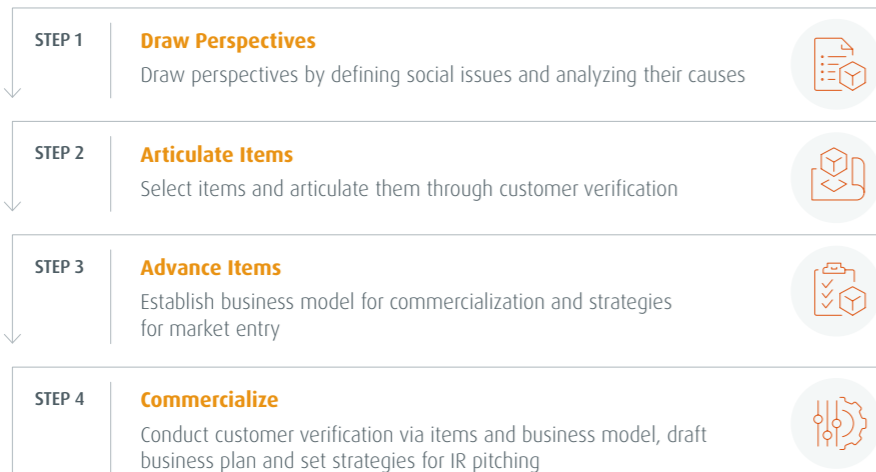 STEP 1
Draw Perspectives
Draw perspectives by defining social issues and analyzing their causes
STEP 2
Articulate Items
Select items and articulate them through customer verification
STEP 3
Advance Items
Establish business model for commercialization and strategies
for market entry
STEP 4
Commercialize
Conduct customer verification via items and business model, draft
business plan and set strategies for IR pitching